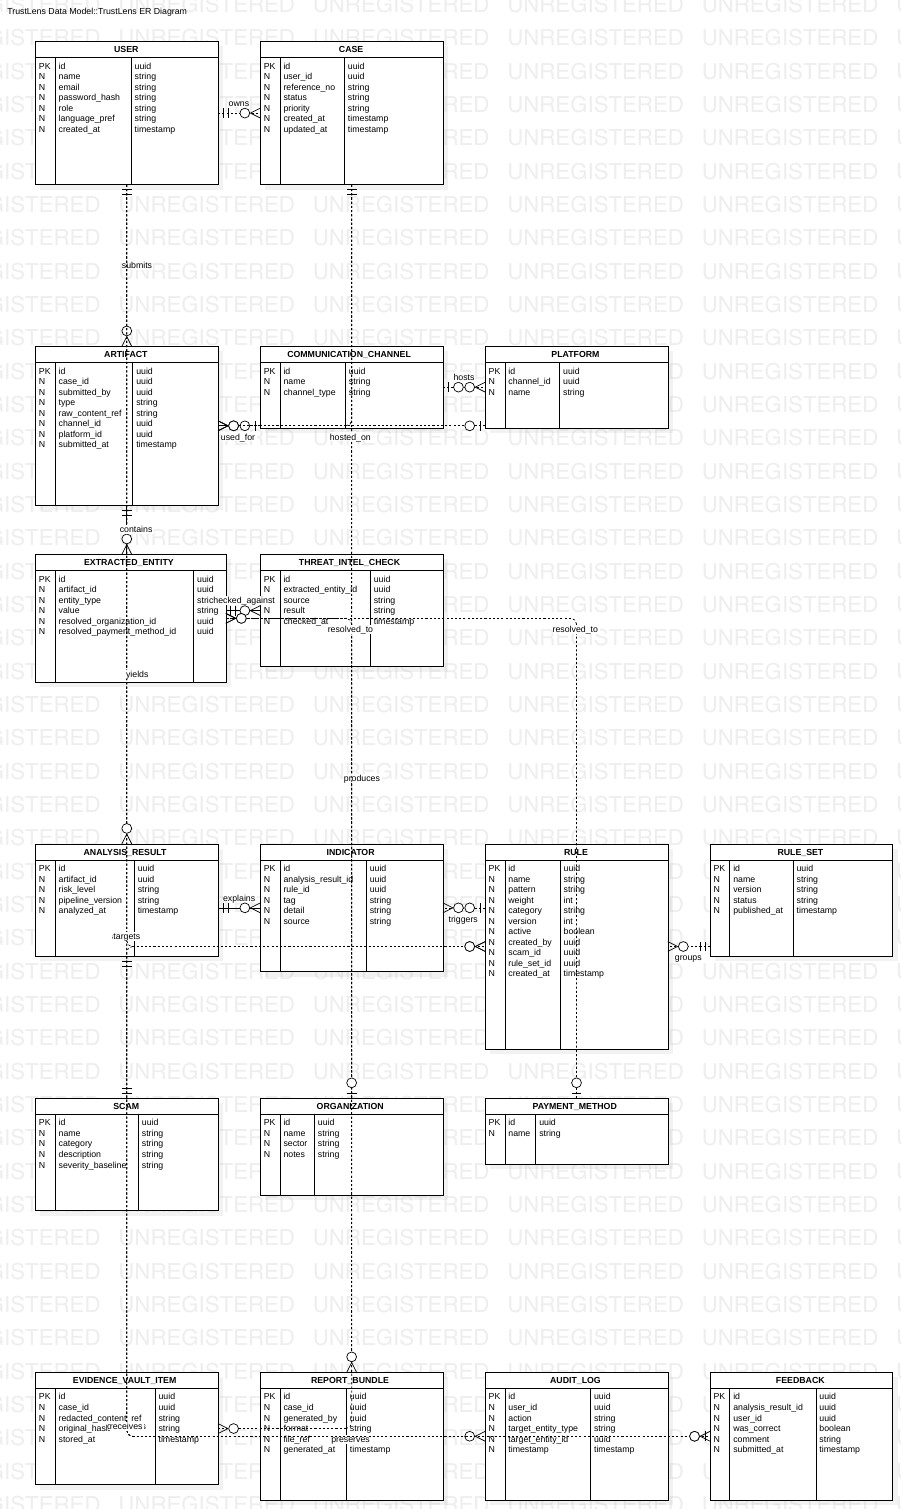 TrustLens Data Model::TrustLens ER Diagram
USER
PK id uuid
N name string
N email string
N password_hash string
N role string
N language_pref string
N created_at timestamp
owns
CASE
PK id uuid
N user_id uuid
N reference_no string
N status string
N priority string
N created_at timestamp
N updated_at timestamp
submits
ARTIFACT
PK id uuid
N case_id uuid
N submitted_by uuid
N type string
N raw_content_ref string
N channel_id uuid
N platform_id uuid
N submitted_at timestamp
COMMUNICATION_CHANNEL
PK id uuid
N name string
N channel_type string
hosts
PLATFORM
PK id uuid
N channel_id uuid
N name string
used_for
hosted_on
contains
EXTRACTED_ENTITY
PK id uuid
N artifact_id uuid
N entity_type stri
N value string
N resolved_organization_id uuid
N resolved_payment_method_id uuid
checked_against
THREAT_INTEL_CHECK
PK id uuid
N extracted_entity_id uuid
N source string
N result string
N checked_at timestamp
resolved_to
resolved_to
yields
produces
ANALYSIS_RESULT
PK id uuid
N artifact_id uuid
N risk_level string
N pipeline_version string
N analyzed_at timestamp
explains
INDICATOR
PK id uuid
N analysis_result_id uuid
N rule_id uuid
N tag string
N detail string
N source string
triggers
RULE
PK id uuid
N name string
N pattern string
N weight int
N category string
N version int
N active boolean
N created_by uuid
N scam_id uuid
N rule_set_id uuid
N created_at timestamp
RULE_SET
PK id uuid
N name string
N version string
N status string
N published_at timestamp
targets
groups
SCAM
PK id uuid
N name string
N category string
N description string
N severity_baseline string
ORGANIZATION
PK id uuid
N name string
N sector string
N notes string
PAYMENT_METHOD
PK id uuid
N name string
EVIDENCE_VAULT_ITEM
PK id uuid
N case_id uuid
N redacted_content_ref string
N original_hash string
N stored_at timestamp
receives
REPORT_BUNDLE
PK id uuid
N case_id uuid
N generated_by uuid
N format string
N file_ref
N generated_at timestamp
preserves
AUDIT_LOG
PK id uuid
N user_id uuid
N action string
N target_entity_type string
N target_entity_id uuid
N timestamp timestamp
FEEDBACK
PK id uuid
N analysis_result_id uuid
N user_id uuid
N was_correct boolean
N comment string
N submitted_at timestamp
UNREGISTERED